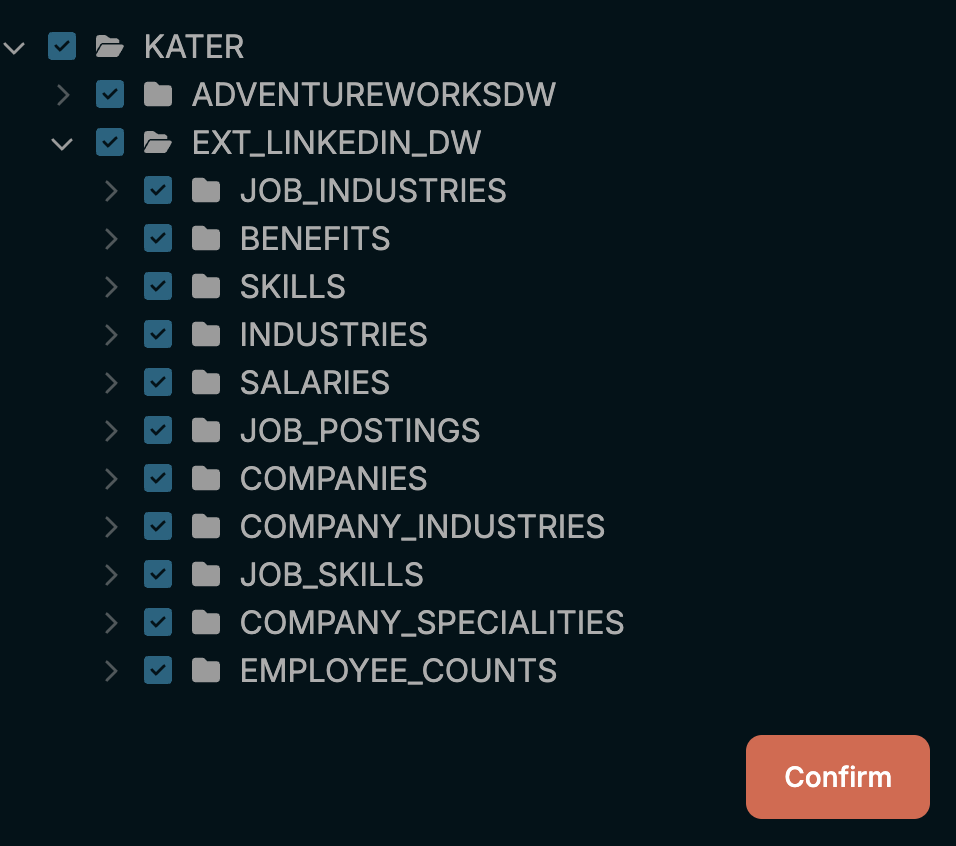 KATER
ADVENTUREWORKSDW
EXT_LINKEDIN_DW
JOB_INDUSTRIES
BENEFITS
SKILLS
INDUSTRIES
SALARIES
JOB_POSTINGS
COMPANIES
COMPANY_INDUSTRIES
JOB_SKILLS
COMPANY_SPECIALITIES
EMPLOYEE_COUNTS
Confirm